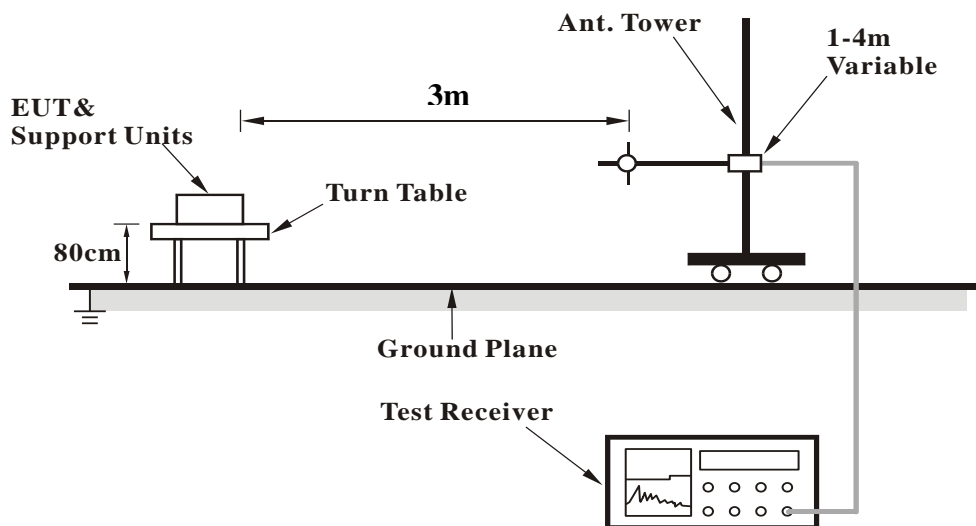 Ant. Tower
1-4m
Variable
3m
EUT&
Support Units
Turn Table
80cm
Ground Plane
Test Receiver